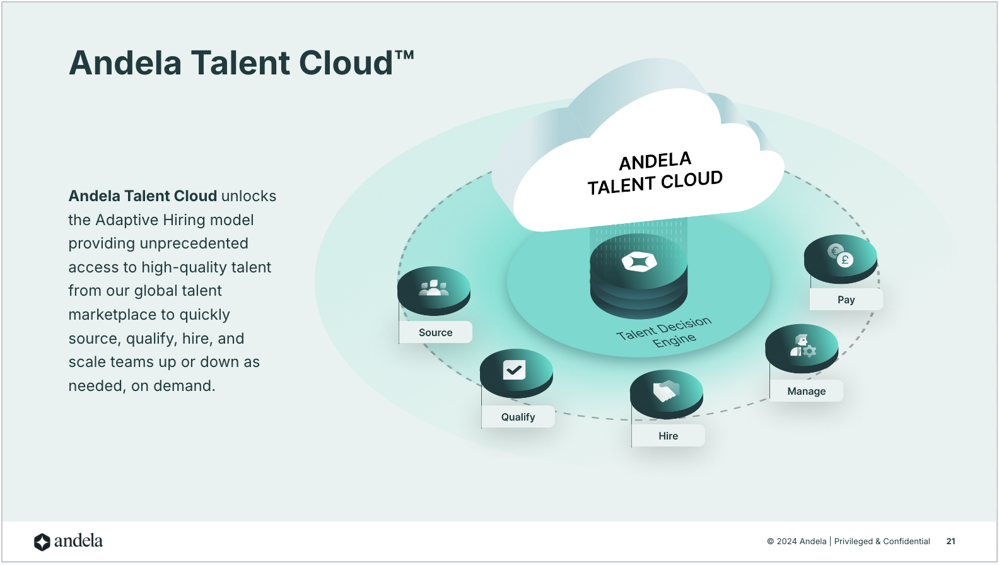 Andela Talent Cloud™
Andela Talent Cloud unlocks
the Adaptive Hiring model
providing unprecedented
access to high-quality talent
from our global talent
marketplace to quickly
source, qualify, hire, and
scale teams up or down as
needed, on demand.
ANDELA
TALENT CLOUD
Talent Decision
Engine
Source
Qualify
Hire
Manage
€
£
Pay
andela
© 2024 Andela | Privileged & Confidential 21